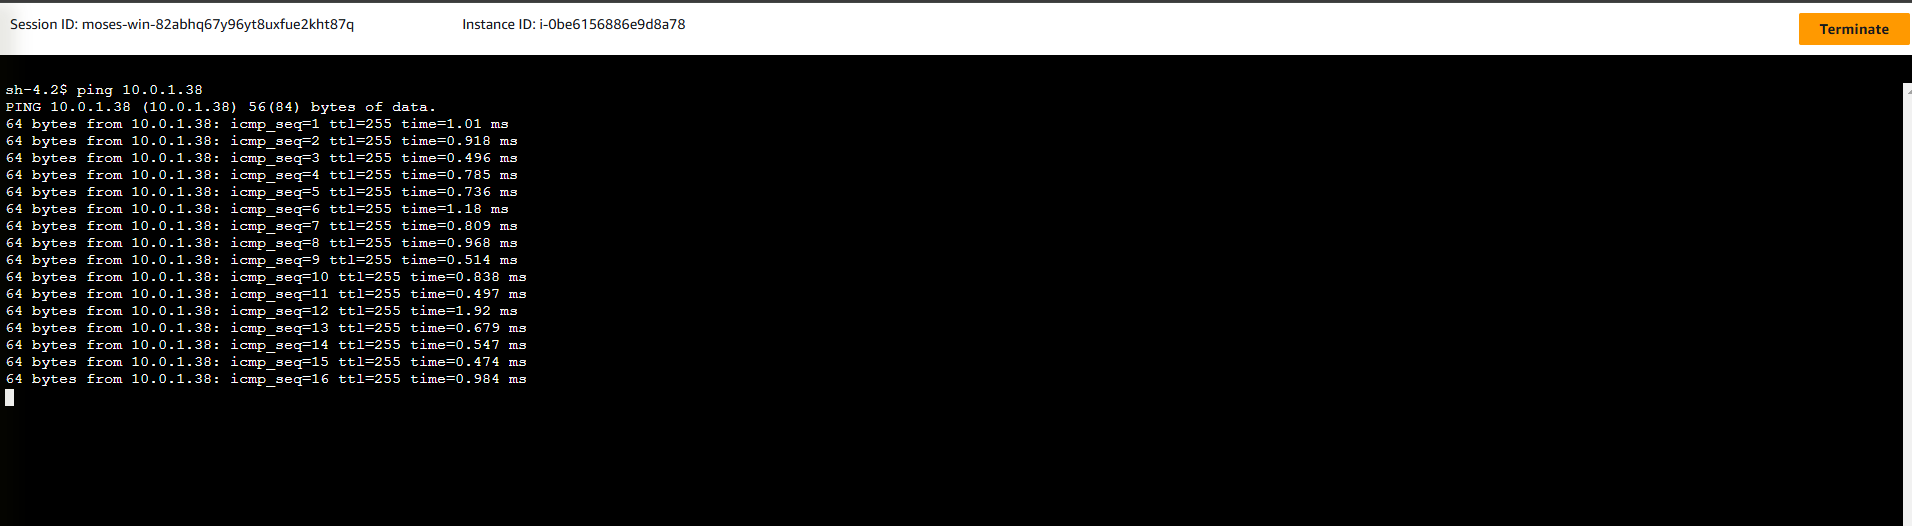 Session ID: moses-win-82abhq67y96yt8uxfue2kht87q Instance ID: i-0be6156886e9d8a78 Terminate
sh-4.2$ ping 10.0.1.38
PING 10.0.1.38 (10.0.1.38) 56(84) bytes of data.
64 bytes from 10.0.1.38: icmp_seq=1 ttl=255 time=1.01 ms
64 bytes from 10.0.1.38: icmp_seq=2 ttl=255 time=0.918 ms
64 bytes from 10.0.1.38: icmp_seq=3 ttl=255 time=0.496 ms
64 bytes from 10.0.1.38: icmp_seq=4 ttl=255 time=0.785 ms
64 bytes from 10.0.1.38: icmp_seq=5 ttl=255 time=0.736 ms
64 bytes from 10.0.1.38: icmp_seq=6 ttl=255 time=1.18 ms
64 bytes from 10.0.1.38: icmp_seq=7 ttl=255 time=0.809 ms
64 bytes from 10.0.1.38: icmp_seq=8 ttl=255 time=0.968 ms
64 bytes from 10.0.1.38: icmp_seq=9 ttl=255 time=0.514 ms
64 bytes from 10.0.1.38: icmp_seq=10 ttl=255 time=0.838 ms
64 bytes from 10.0.1.38: icmp_seq=11 ttl=255 time=0.497 ms
64 bytes from 10.0.1.38: icmp_seq=12 ttl=255 time=1.92 ms
64 bytes from 10.0.1.38: icmp_seq=13 ttl=255 time=0.679 ms
64 bytes from 10.0.1.38: icmp_seq=14 ttl=255 time=0.547 ms
64 bytes from 10.0.1.38: icmp_seq=15 ttl=255 time=0.474 ms
64 bytes from 10.0.1.38: icmp_seq=16 ttl=255 time=0.984 ms